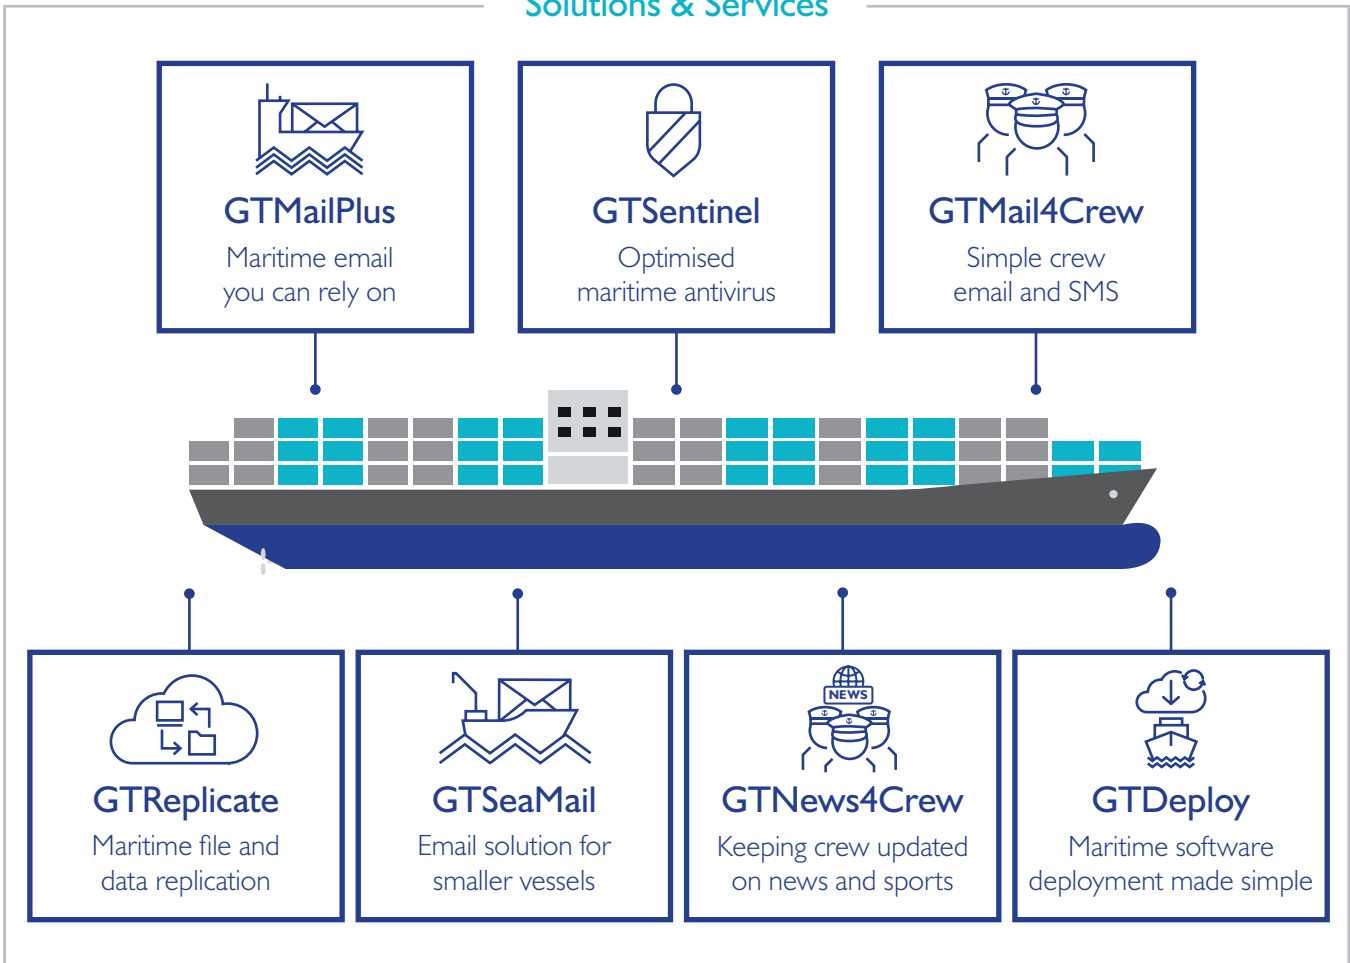 Solutions & Services
GTMailPlus
Maritime email
you can rely on
GTSentinel
Optimised
maritime antivirus
GTMail4Crew
Simple crew
email and SMS
GTReplicate
Maritime file and
data replication
GTSeaMail
Email solution for
smaller vessels
NEWS
GTNews4Crew
Keeping crew updated
on news and sports
GTDeploy
Maritime software
deployment made simple